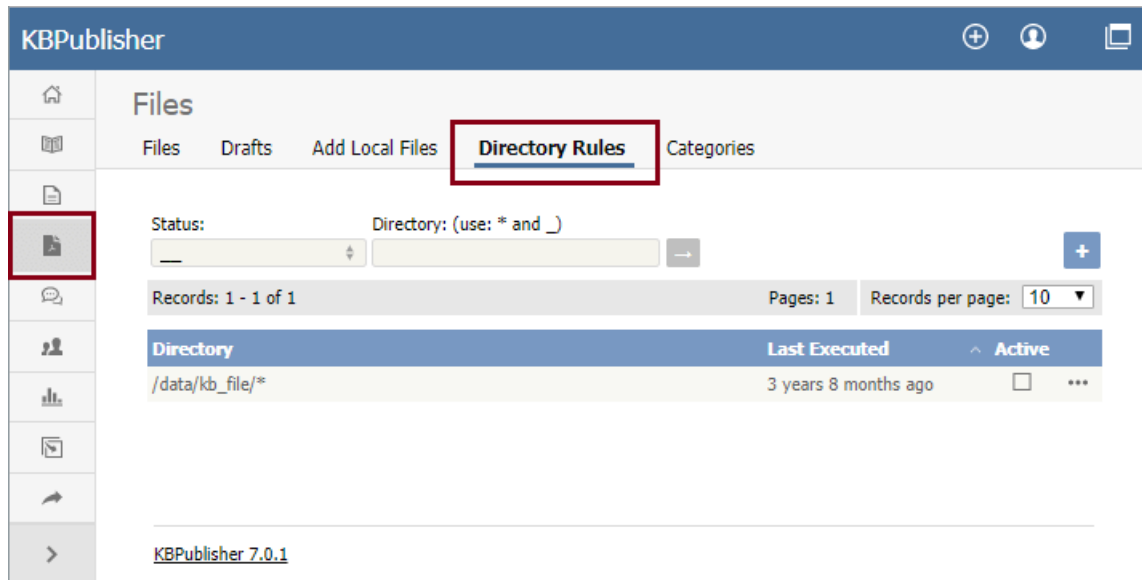 KBPublisher
Files
Files Drafts Add Local Files Directory Rules Categories
Status: Directory: (use: * and _)
__
Records: 1 - 1 of 1 Pages: 1 Records per page: 10
Directory Last Executed Active
/data/kb_file/* 3 years 8 months ago
KBPublisher 7.0.1